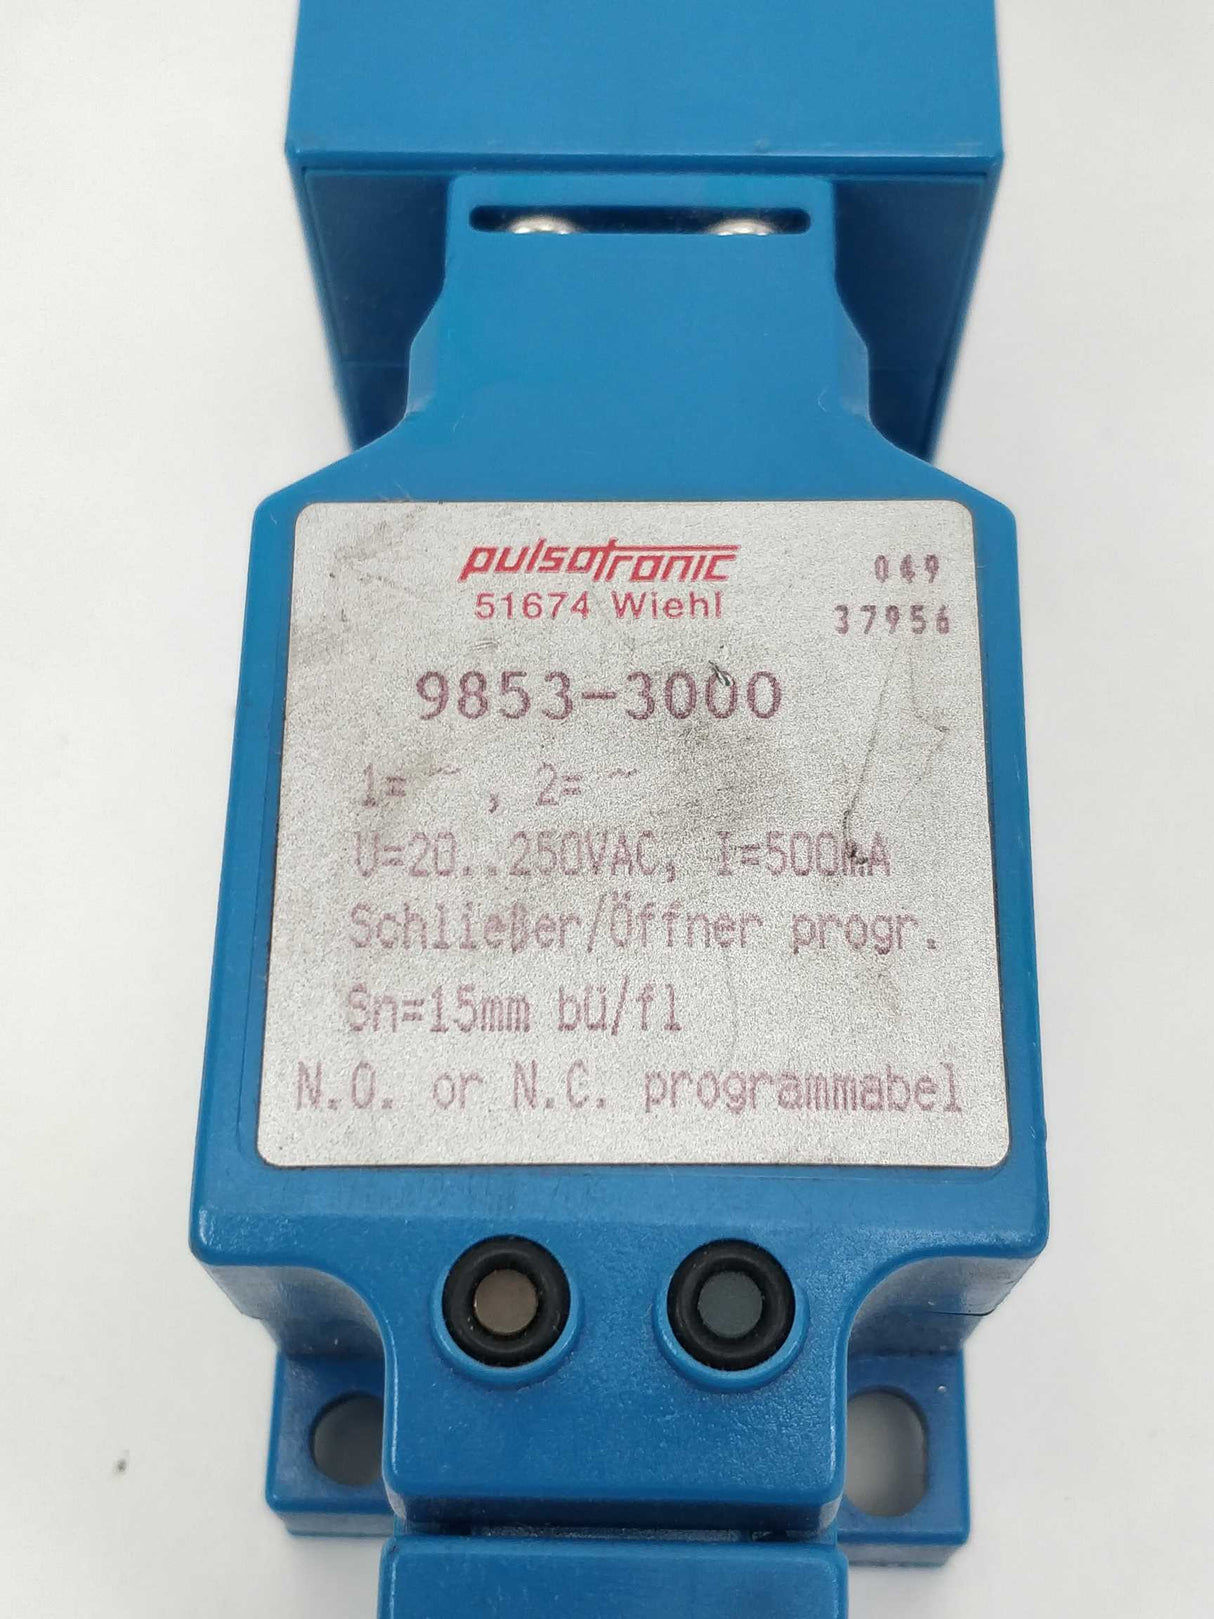 pulsotronic
51674 Wiehl
049
37956
9853-3000
1= ~ , 2= ~
U=20..250VAC, I=500mA
Schließer/Öffner progr.
Sn=15mm bü/fl
N.O. or N.C. programmabel